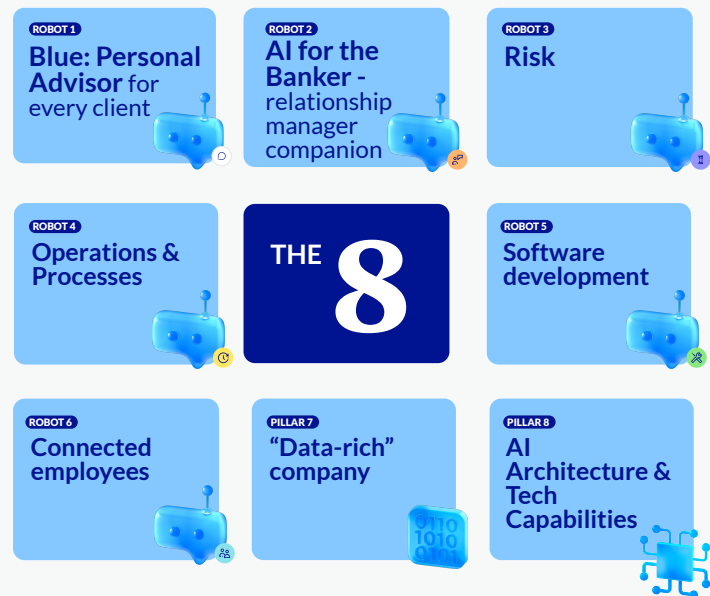 ROBOT 1
Blue: Personal
Advisor for
every client
ROBOT 2
AI for the
Banker -
relationship
manager
companion
ROBOT 3
Risk
ROBOT 4
Operations &
Processes
THE 8
ROBOT 5
Software
development
ROBOT 6
Connected
employees
PILLAR 7
“Data-rich”
company
0110
1010
0101
PILLAR 8
AI
Architecture &
Tech
Capabilities